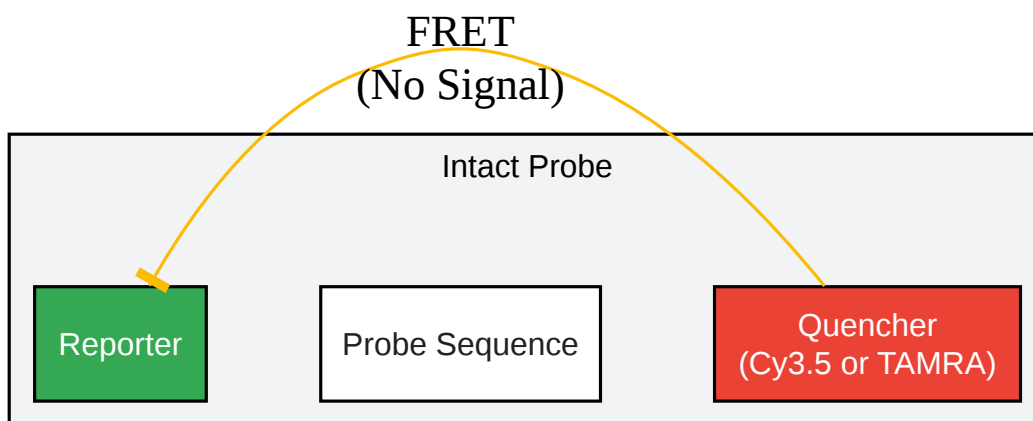 FRET
(No Signal)
Intact Probe
Reporter
Probe Sequence
Quencher
(Cy3.5 or TAMRA)